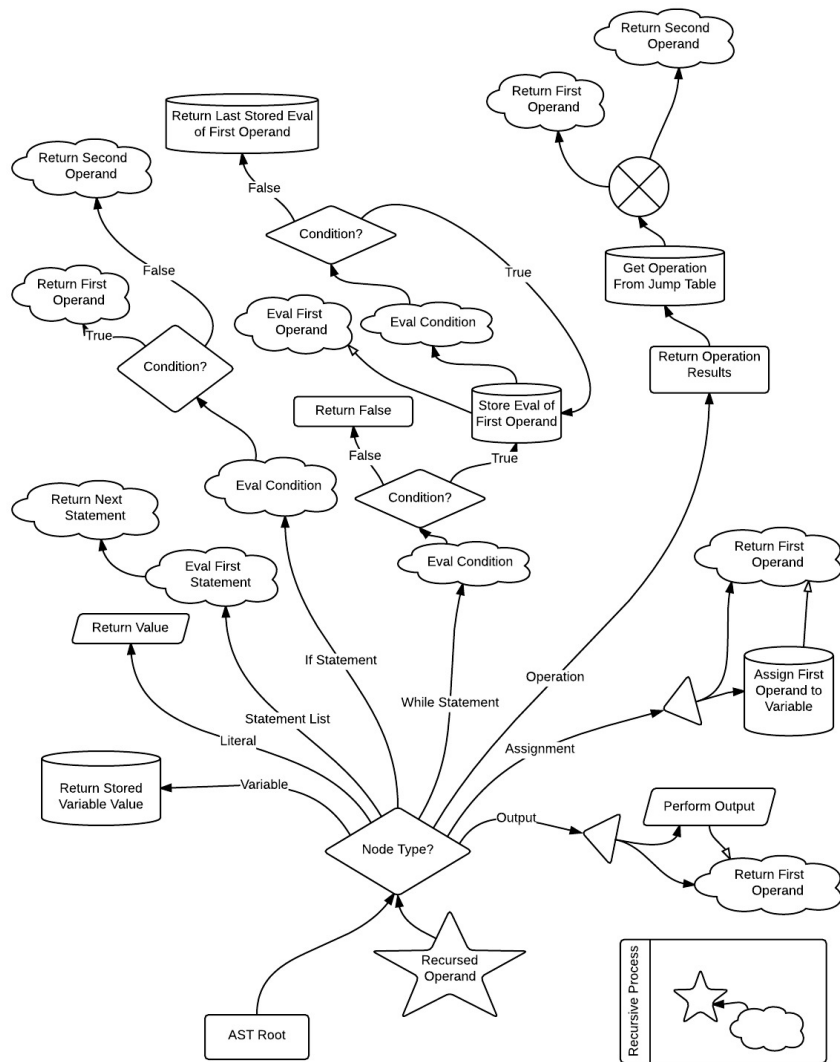 Return Second
Operand
Return First
Operand
Return Last Stored Eval
of First Operand
Return Second
Operand
False
Condition?
True
Get Operation
From Jump Table
False
Return First
Operand
Eval First
Operand
Eval Condition
True
Return Operation
Results
Condition?
Return False
Store Eval of
First Operand
False
True
Eval Condition
Condition?
Return Next
Statement
Eval First
Statement
Eval Condition
Return First
Operand
Return Value
If Statement
Operation
Assign First
Operand to
Variable
While Statement
Statement List
Literal
Assignment
Return Stored
Variable Value
Variable
Perform Output
Output
Node Type?
Return First
Operand
Recursed
Operand
Recursive Process
AST Root